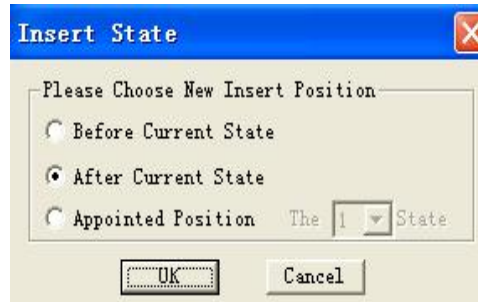 Insert State
Please Choose New Insert Position
Before Current State
After Current State
Appointed Position The 1 State
OK Cancel